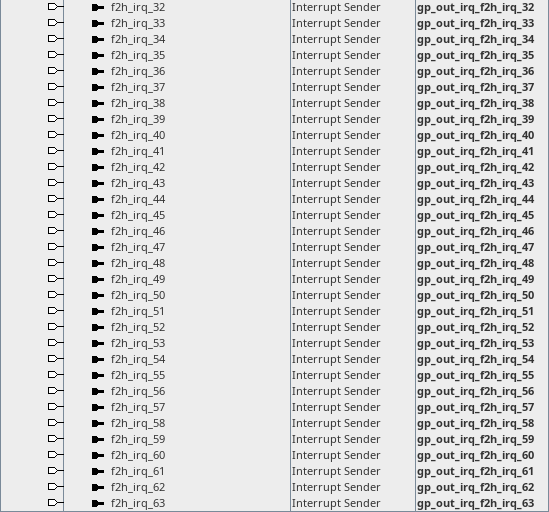 f2h_irq_32 Interrupt Sender gp_out_irq_f2h_irq_32
f2h_irq_33 Interrupt Sender gp_out_irq_f2h_irq_33
f2h_irq_34 Interrupt Sender gp_out_irq_f2h_irq_34
f2h_irq_35 Interrupt Sender gp_out_irq_f2h_irq_35
f2h_irq_36 Interrupt Sender gp_out_irq_f2h_irq_36
f2h_irq_37 Interrupt Sender gp_out_irq_f2h_irq_37
f2h_irq_38 Interrupt Sender gp_out_irq_f2h_irq_38
f2h_irq_39 Interrupt Sender gp_out_irq_f2h_irq_39
f2h_irq_40 Interrupt Sender gp_out_irq_f2h_irq_40
f2h_irq_41 Interrupt Sender gp_out_irq_f2h_irq_41
f2h_irq_42 Interrupt Sender gp_out_irq_f2h_irq_42
f2h_irq_43 Interrupt Sender gp_out_irq_f2h_irq_43
f2h_irq_44 Interrupt Sender gp_out_irq_f2h_irq_44
f2h_irq_45 Interrupt Sender gp_out_irq_f2h_irq_45
f2h_irq_46 Interrupt Sender gp_out_irq_f2h_irq_46
f2h_irq_47 Interrupt Sender gp_out_irq_f2h_irq_47
f2h_irq_48 Interrupt Sender gp_out_irq_f2h_irq_48
f2h_irq_49 Interrupt Sender gp_out_irq_f2h_irq_49
f2h_irq_50 Interrupt Sender gp_out_irq_f2h_irq_50
f2h_irq_51 Interrupt Sender gp_out_irq_f2h_irq_51
f2h_irq_52 Interrupt Sender gp_out_irq_f2h_irq_52
f2h_irq_53 Interrupt Sender gp_out_irq_f2h_irq_53
f2h_irq_54 Interrupt Sender gp_out_irq_f2h_irq_54
f2h_irq_55 Interrupt Sender gp_out_irq_f2h_irq_55
f2h_irq_56 Interrupt Sender gp_out_irq_f2h_irq_56
f2h_irq_57 Interrupt Sender gp_out_irq_f2h_irq_57
f2h_irq_58 Interrupt Sender gp_out_irq_f2h_irq_58
f2h_irq_59 Interrupt Sender gp_out_irq_f2h_irq_59
f2h_irq_60 Interrupt Sender gp_out_irq_f2h_irq_60
f2h_irq_61 Interrupt Sender gp_out_irq_f2h_irq_61
f2h_irq_62 Interrupt Sender gp_out_irq_f2h_irq_62
f2h_irq_63 Interrupt Sender gp_out_irq_f2h_irq_63